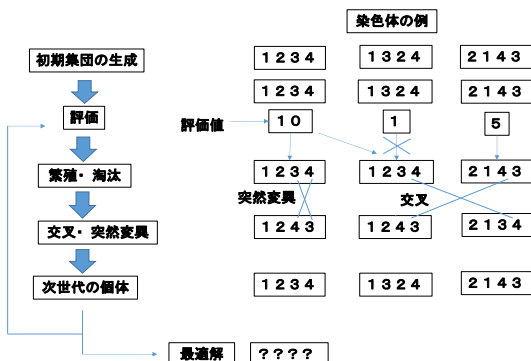 染色体の例
初期集団の生成
1234 1324 2143
1234 1324 2143
評価
評価値 10 1 5
繁殖・淘汰
1234 1234 2143
突然変異 交叉
交叉・突然変異
1243 1243 2134
次世代の個体
1234 1324 2143
最適解 ????